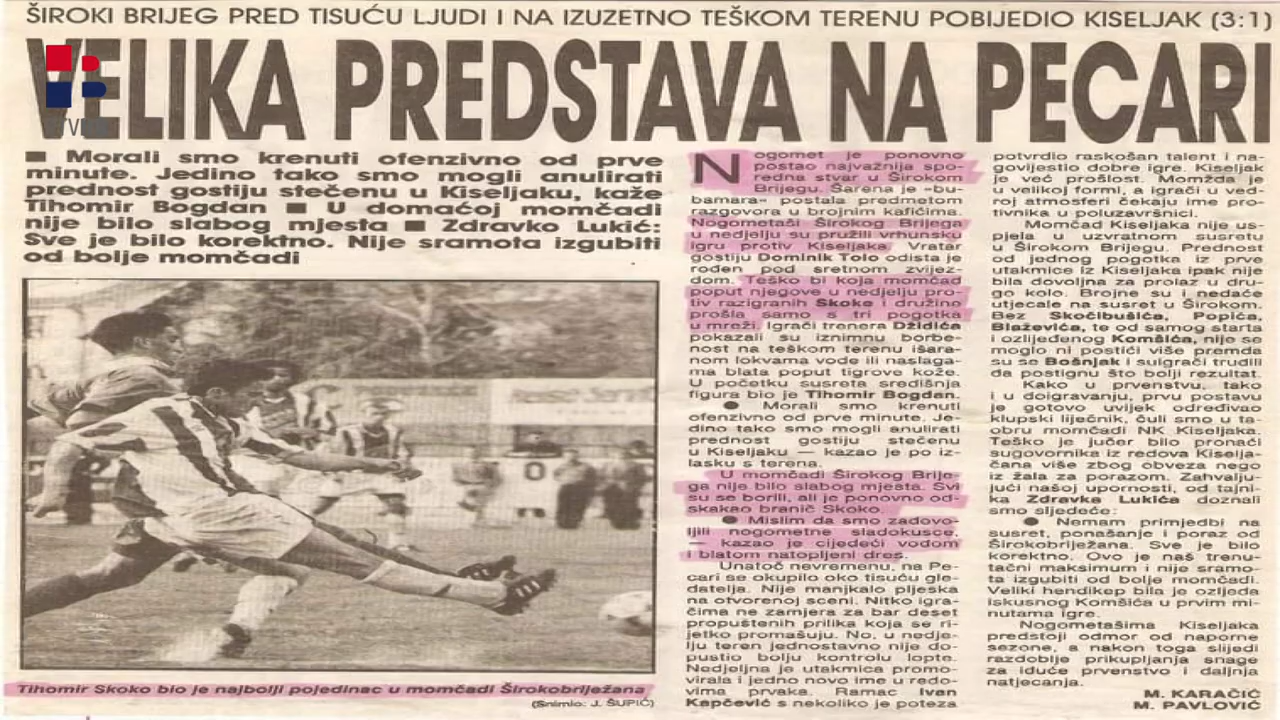 ŠIROKI BRIJEG PRED TISUĆU LJUDI I NA IZUZETNO TEŠKOM TERENU POBIJEDIO KISELJAK (3:1)
VELIKA PREDSTAVA NA PECARI
■ Morali smo krenuti ofenzivno od prve
minute. Jedino tako smo mogli anulirati
prednost gostiju stečenu u Kiseljaku, kaže
Tihomir Bogdan ■ U domaćoj momčadi
nije bilo slabog mjesta ■ Zdravko Lukić:
Sve je bilo korektno. Nije sramota izgubiti
od bolje momčadi
Tihomir Skoko bio je najbolji pojedinac u momčadi Širokobriježana
(Snimio: J. ŠUPIĆ)
Nogomet je ponovno
postao najvažnija spo-
redna stvar u Širokom
Brijegu. Šarena je »bu-
bamara« postala predmetom
razgovora u brojnim kafićima.
Nogometaši Širokog Brijega
u nedjelju su pružili vrhunsku
igru protiv Kiseljaka. Vratar
gostiju Dominik Tolo odista je
rođen pod sretnom zvijez-
dom. Teško bi koja momčad
poput njegove u nedjelju pro-
tiv razigranih Skoke i družine
prošla samo s tri pogotka
u mreži. Igrači trenera Džidića
pokazali su iznimnu borbe-
nost na teškom terenu išara-
nom lokvama vode ili naslaga-
ma blata poput tigrove kože.
U početku susreta središnja
figura bio je Tihomir Bogdan.
● Morali smo krenuti
ofenzivno od prve minute. Je-
dino tako smo mogli anulirati
prednost gostiju stečenu
u Kiseljaku — kazao je po iz-
lasku s terena.
U momčadi Širokog Brije-
ga nije bilo slabog mjesta. Svi
su se borili, ali je ponovno od-
skakao branič Skoko.
● Mislim da smo zadovo-
ljili nogometne sladokusce,
— kazao je cijedeći vodom
i blatom natopljeni dres.
Unatoč nevremenu, na Pe-
cari se okupilo oko tisuću gle-
datelja. Nije manjkalo pljeska
na otvorenoj sceni. Nitko igra-
čima ne zamjera za bar deset
propuštenih prilika koja se ri-
jetko promašuju. No, u nedje-
lju teren jednostavno nije do-
pustio bolju kontrolu lopte.
Nedjeljna je utakmica promo-
virala i jedno novo ime u redo-
vima prvaka. Ramac Ivan
Kapčević s nekoliko je poteza
potvrdio raskošan talent i na-
govijestio dobre igre. Kiseljak
je već prošlost. Momžda je
u velikoj formi, a igrači u ved-
roj atmosferi čekaju ime pro-
tivnika u poluzavršnici.
Momčad Kiseljaka nije us-
pjela u uzvratnom susretu
u Širokom Brijegu. Prednost
od jednog pogotka iz prve
utakmice iz Kiseljaka ipak nije
bila dovoljna za prolaz u dru-
go kolo. Brojne su i nedaće
utjecale na susret u Širokom.
Bez Skočibušića, Popića,
Blaževića, te od samog starta
i ozlijeđenog Komšića, nije se
moglo ni postići više premda
su se Bošnjak i suigrači trudili
da postignu što bolji rezultat.
Kako u prvenstvu, tako
i u doigravanju, prvu postavu
je gotovo uvijek određivao
klupski liječnik, čuli smo u ta-
boru momčadi NK Kiseljaka.
Teško je jučer bilo pronaći
sugovornika iz redova Kiselja-
čana više zbog obveza nego
iz žala za porazom. Zahvalju-
jući našoj upornosti, od tajni-
ka Zdravka Lukića doznali
smo sljedeće:
● Nemam primjedbi na
susret, ponašanje i poraz od
Širokobriježana. Sve je bilo
korektno. Ovo je naš trenu-
tačni maksimum i nije sramo-
ta izgubiti od bolje momčadi.
Veliki hendikep bila je ozljeda
iskusnog Komšića u prvim mi-
nutama igre.
Nogometašima Kiseljaka
predstoji odmor od naporne
sezone, a nakon toga slijedi
razdoblje prikupljanja snage
za iduće prvenstvo i daljnja
natjecanja.
M. KARAČIĆ
M. PAVLOVIĆ